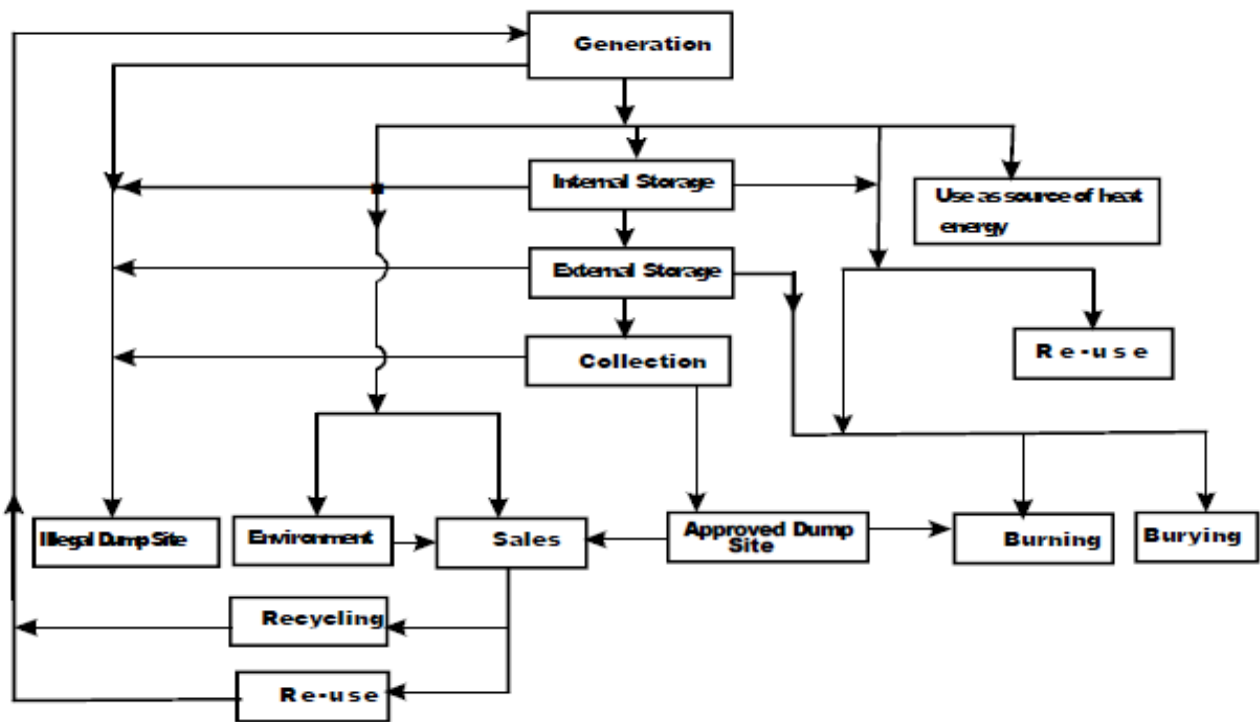 Generation
Internal Storage
Use as source of heat
energy
External Storage
Re-use
Collection
Illegal Dump Site
Environment
Sales
Approved Dump
Site
Burning
Burying
Recycling
Re-use